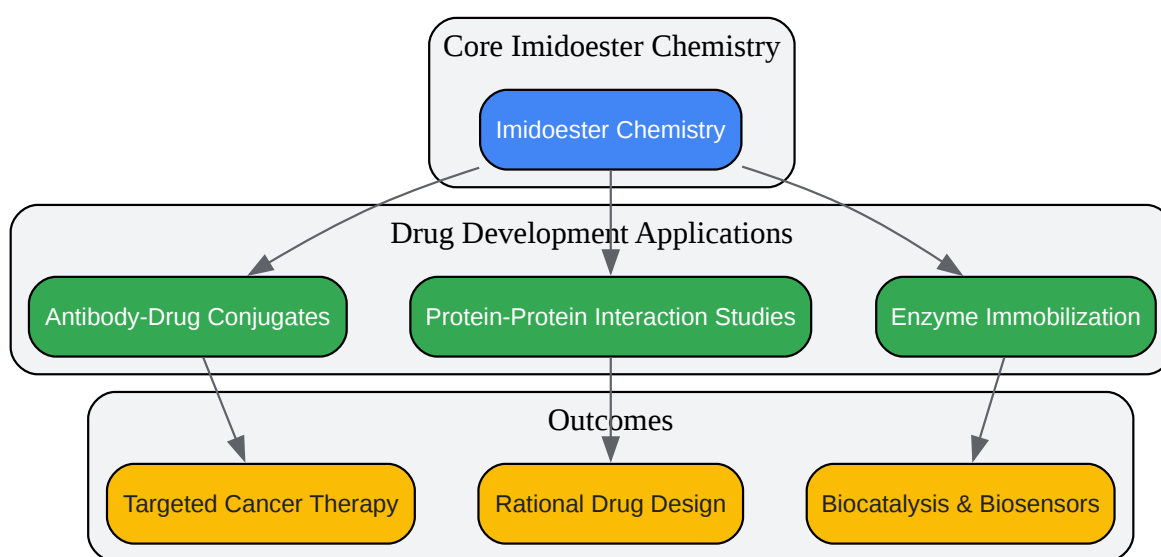 Core Imidoester Chemistry
Imidoester Chemistry
Drug Development Applications
Antibody-Drug Conjugates
Protein-Protein Interaction Studies
Enzyme Immobilization
Outcomes
Targeted Cancer Therapy
Rational Drug Design
Biocatalysis & Biosensors